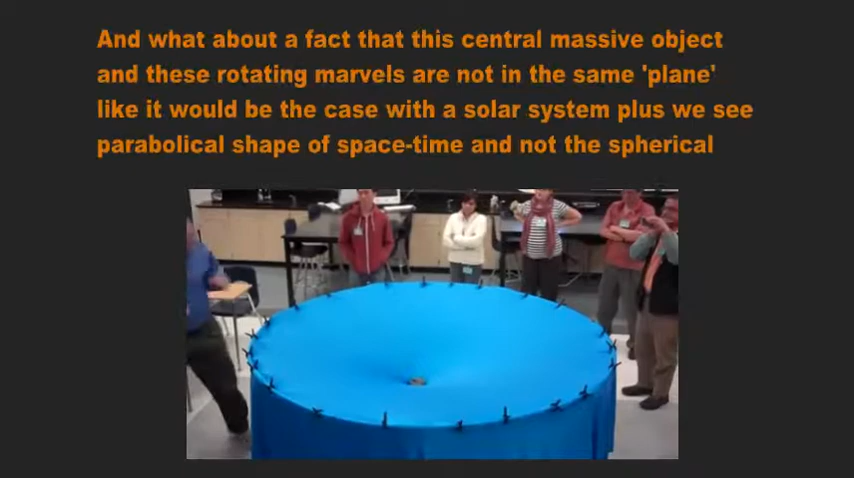 And what about a fact that this central massive object
and these rotating marvels are not in the same 'plane'
like it would be the case with a solar system plus we see
parabolical shape of space-time and not the spherical